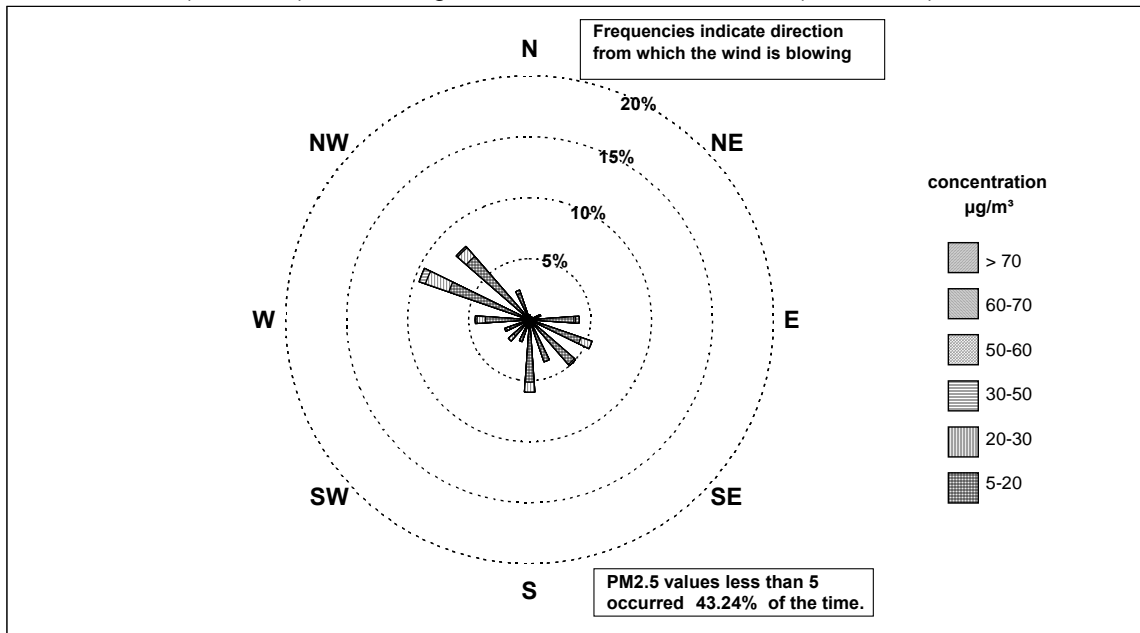 Frequencies indicate direction
from which the wind is blowing
N
20%
NW
NE
15%
concentration
µg/m³
10%
> 70
5%
60-70
W
E
50-60
30-50
20-30
5-20
SW
SE
S
PM2.5 values less than 5
occurred 43.24% of the time.